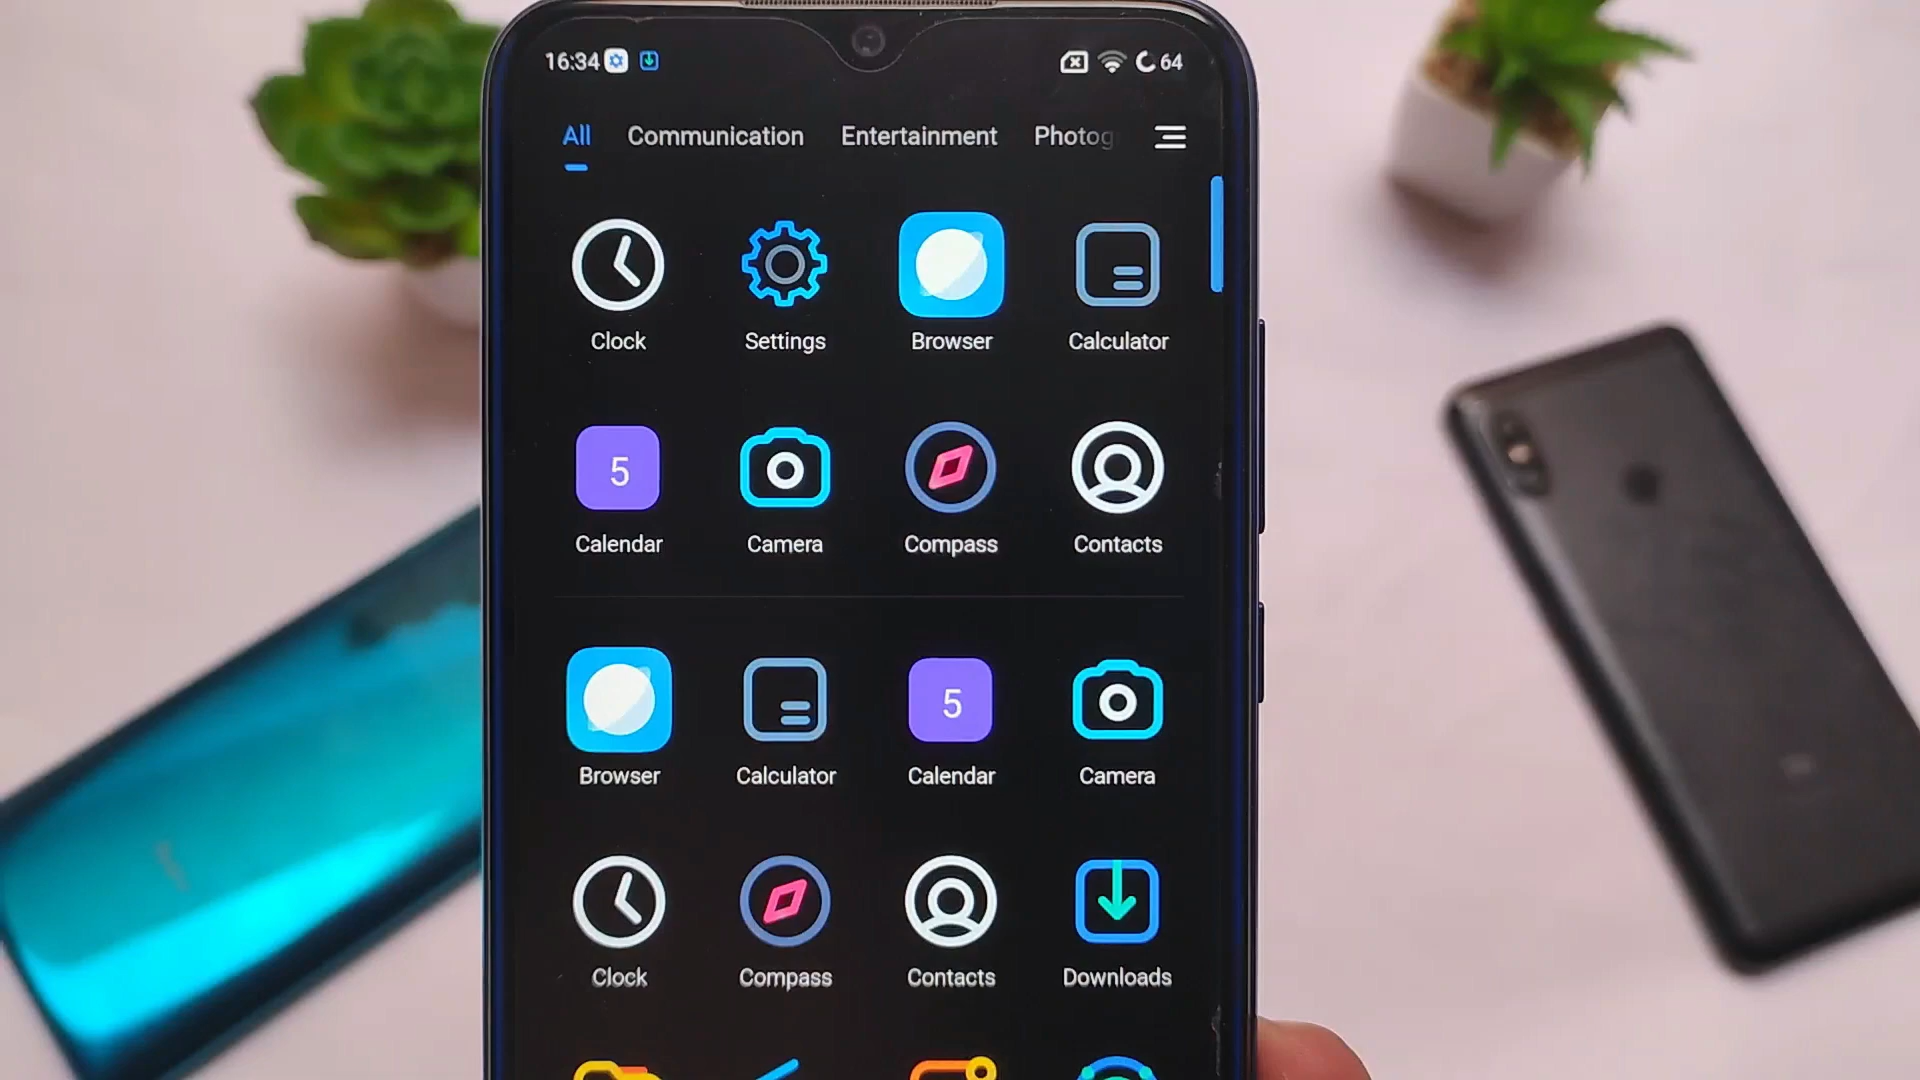 16:34 64
All Communication Entertainment Photog
Clock Settings Browser Calculator
5
Calendar Camera Compass Contacts
5
Browser Calculator Calendar Camera
Clock Compass Contacts Downloads